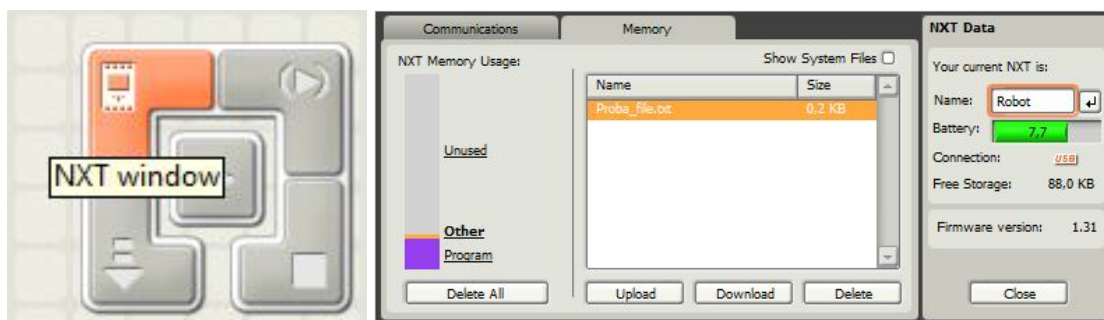 NXT window
Communications
Memory
NXT Memory Usage:
Show System Files
Name Size
Proba_file.txt 0,2 KB
Unused
Other
Program
Delete All
Upload Download Delete
NXT Data
Your current NXT is:
Name: Robot
Battery: 7,7
Connection: USB
Free Storage: 88,0 KB
Firmware version: 1.31
Close